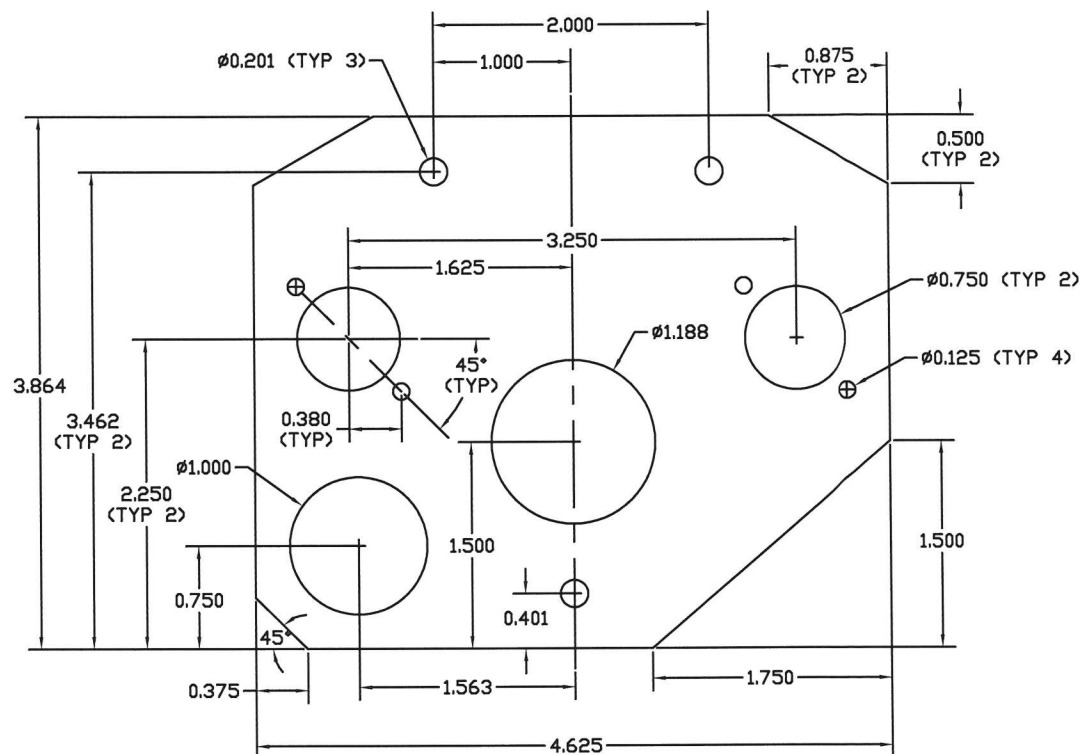 2.000
ø0.201 (TYP 3)
1.000
0.875
(TYP 2)
0.500
(TYP 2)
3.250
1.625
ø0.750 (TYP 2)
ø1.188
ø0.125 (TYP 4)
3.864
45°
(TYP)
3.462
(TYP 2)
0.380
(TYP)
ø1.000
2.250
(TYP 2)
1.500
1.500
0.750
0.401
45°
0.375
1.563
1.750
4.625